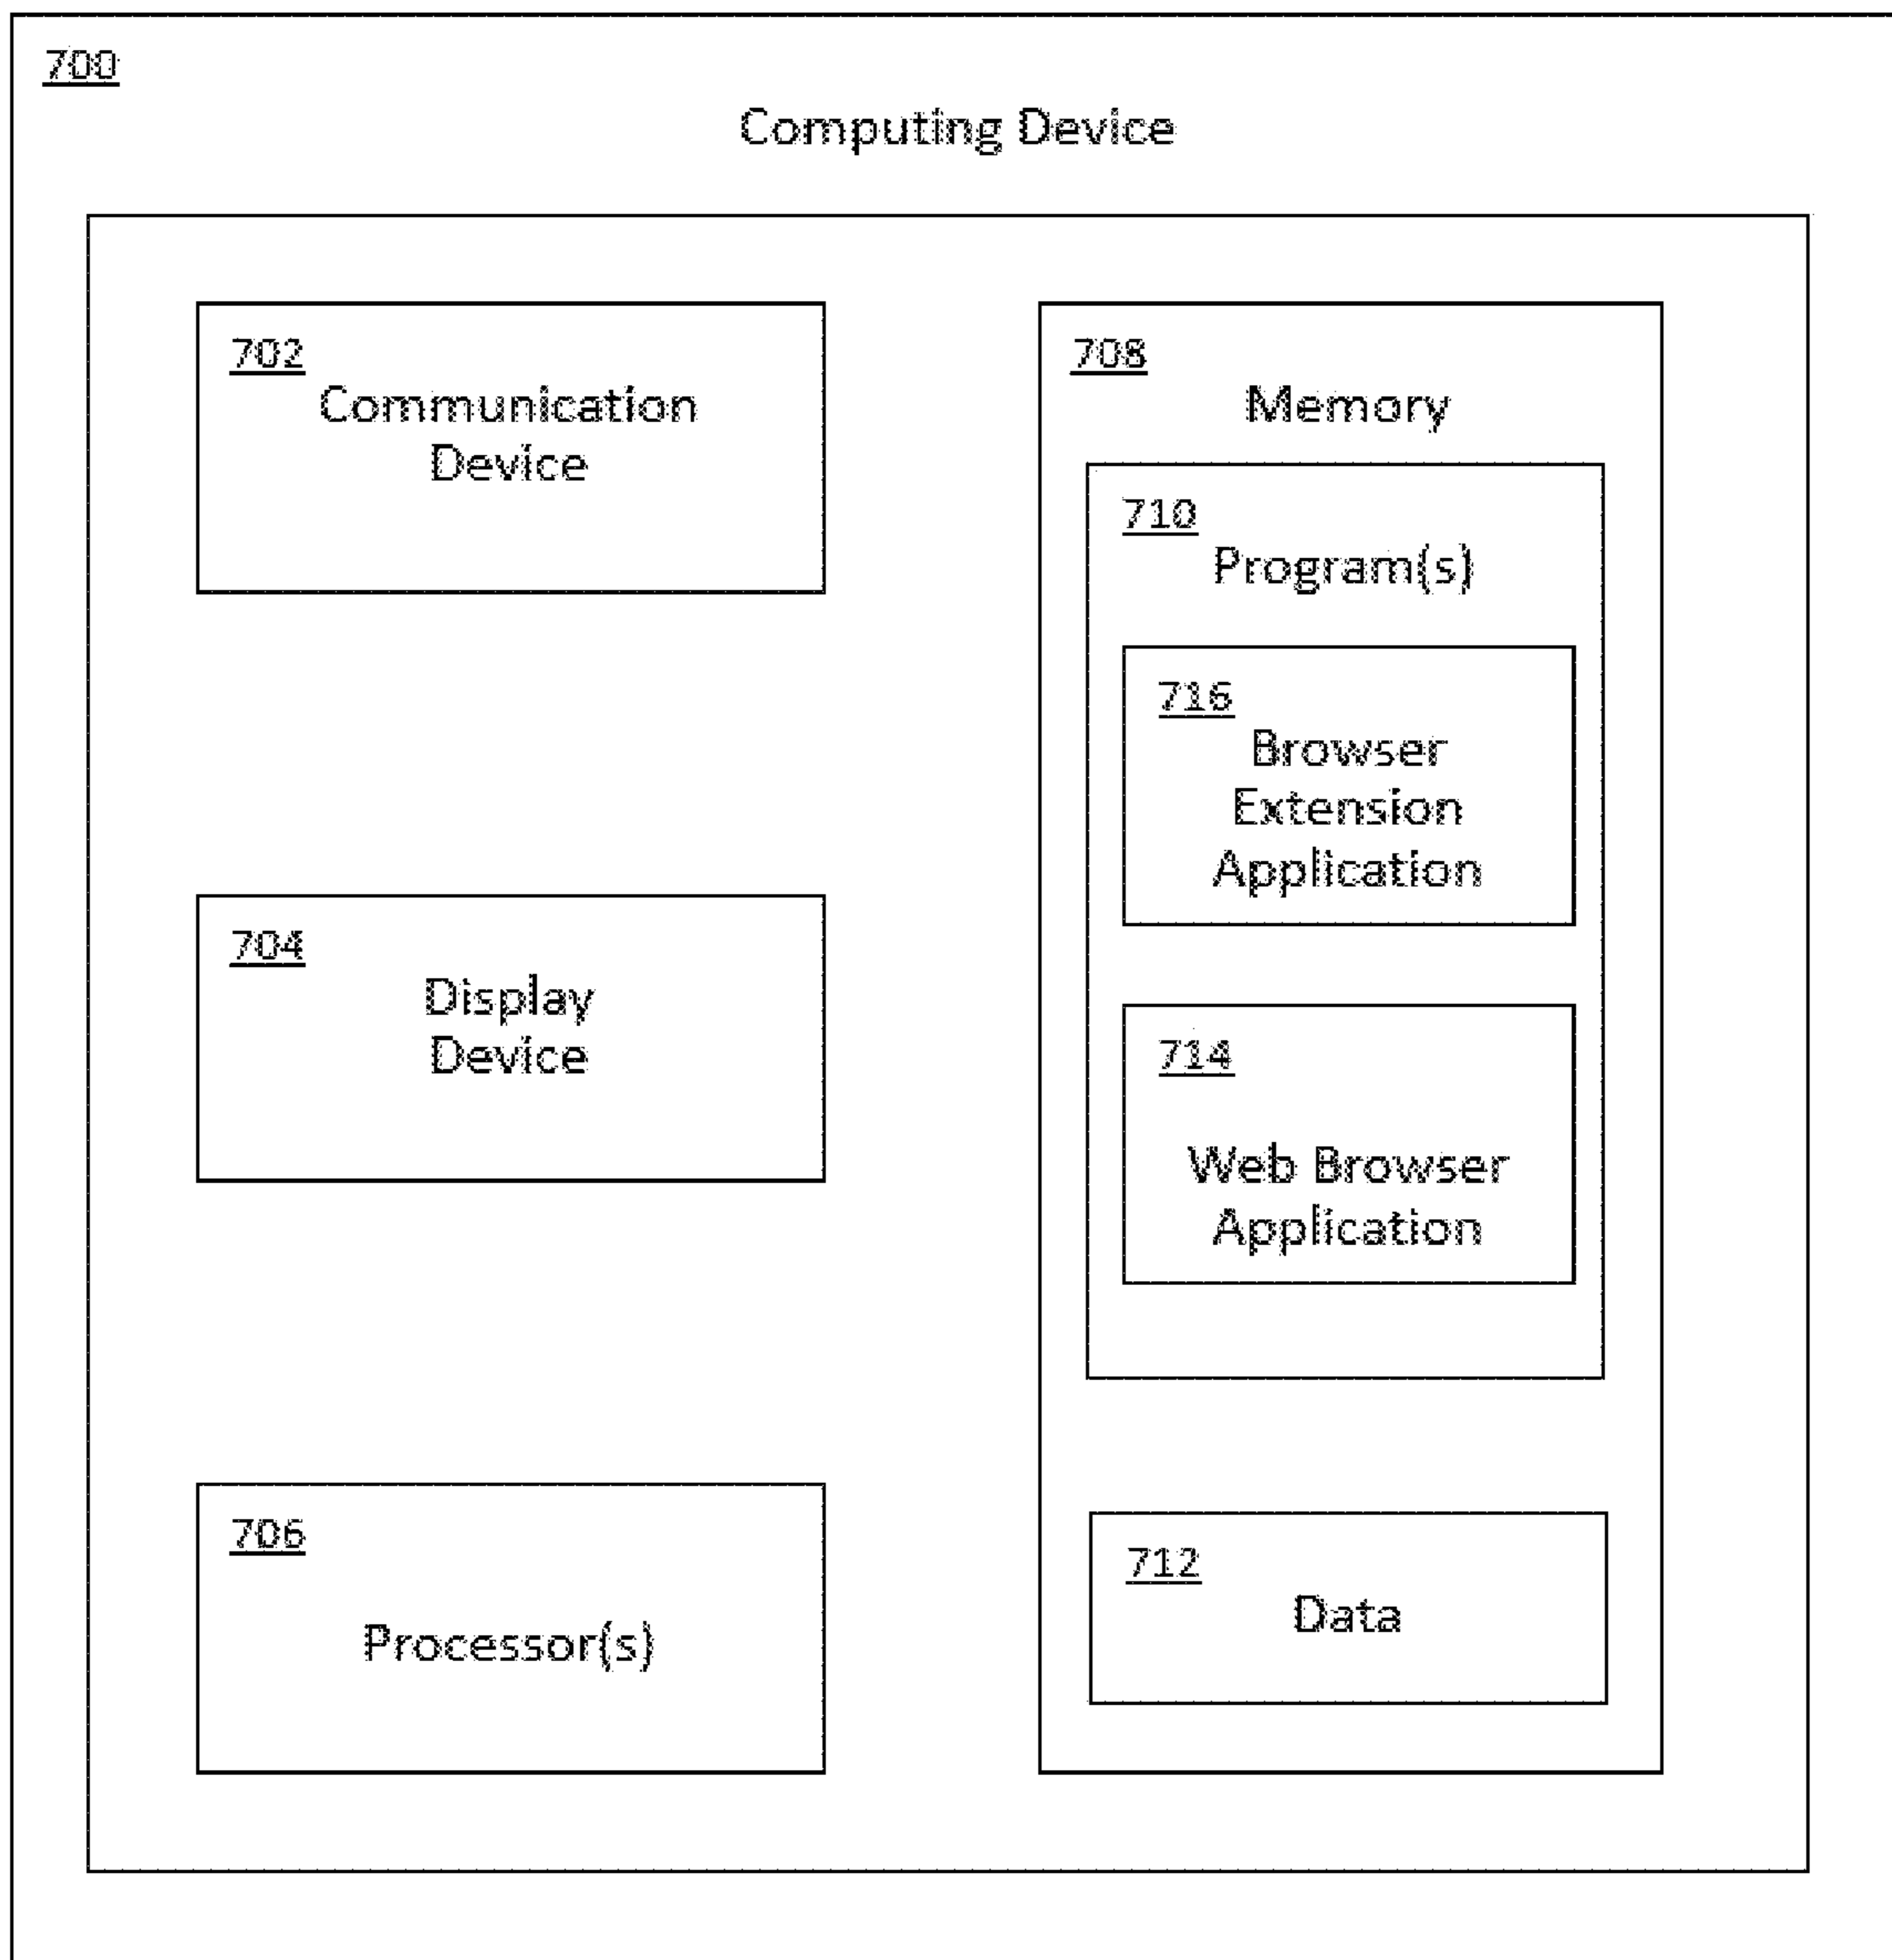 700
Computing Device
702
Communication
Device
704
Display
Device
706
Processor(s)
708
Memory
710
Program(s)
716
Browser
Extension
Application
714
Web Browser
Application
712
Data